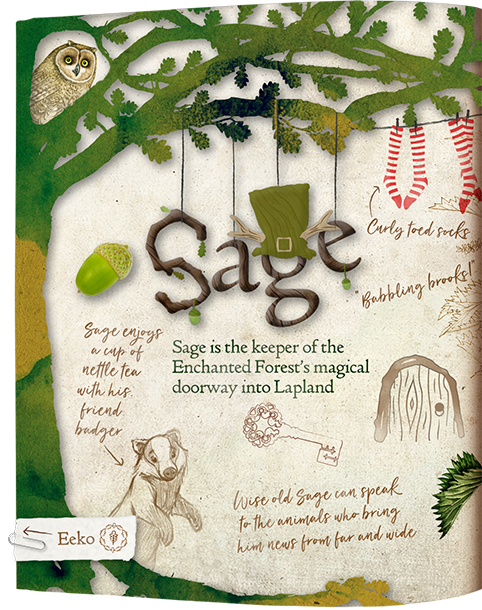 Sage
Curly toed socks
"Babbling brooks!
Sage enjoys
a cup of
nettle tea
with his
friend
badger
Sage is the keeper of the
Enchanted Forest's magical
doorway into Lapland
Wise old Sage can speak
to the animals who bring
him news from far and wide
Eeko